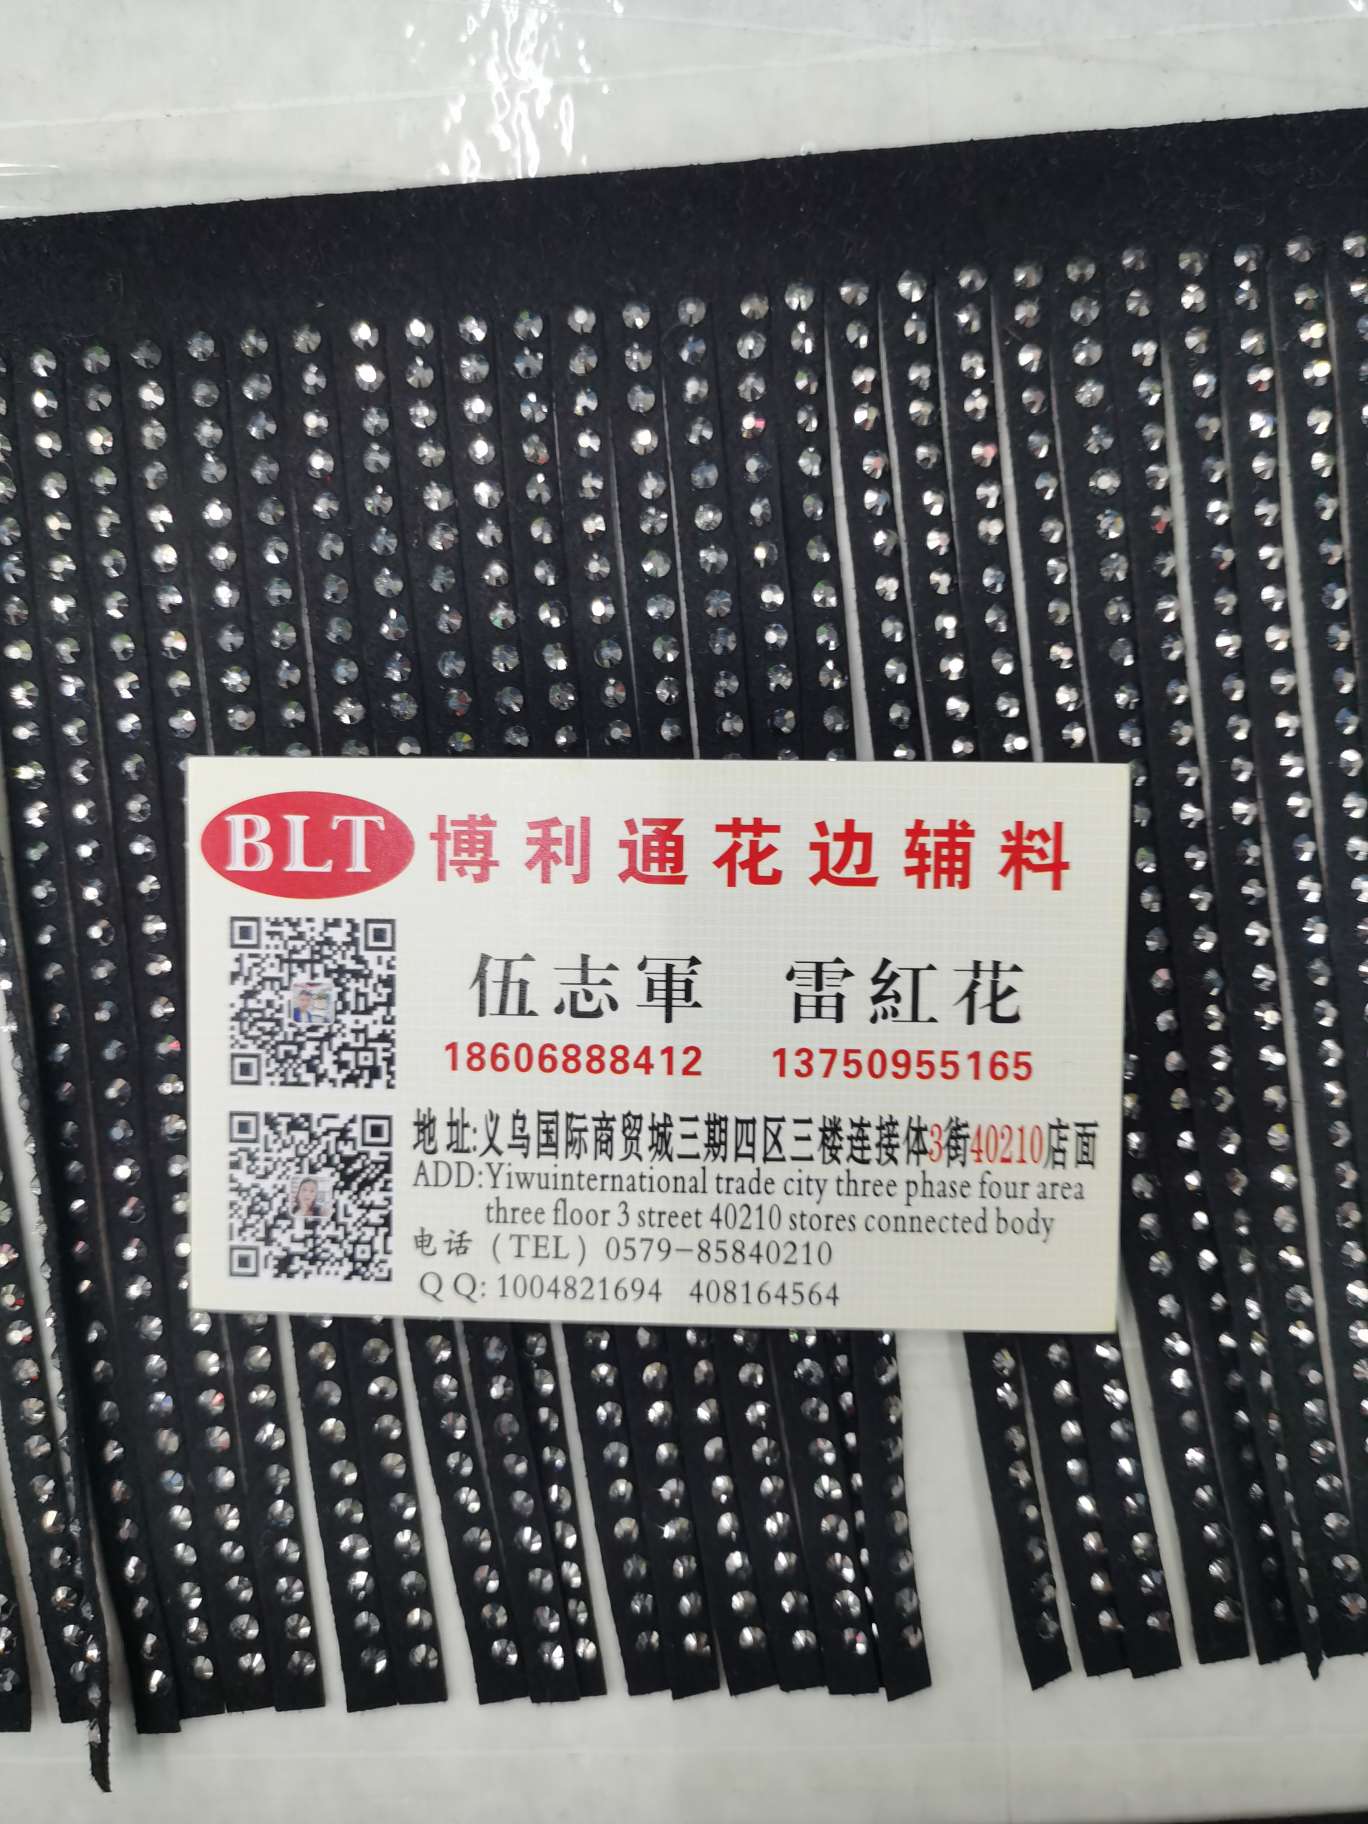 BLT 博利通花边辅料
伍志軍 雷紅花
18606888412 13750955165
地址:义乌国际商贸城三期四区三楼连接体3街40210店面
ADD:Yiwuinternational trade city three phase four area
three floor 3 street 40210 stores connected body
电话（TEL）0579-85840210
QQ: 1004821694 408164564